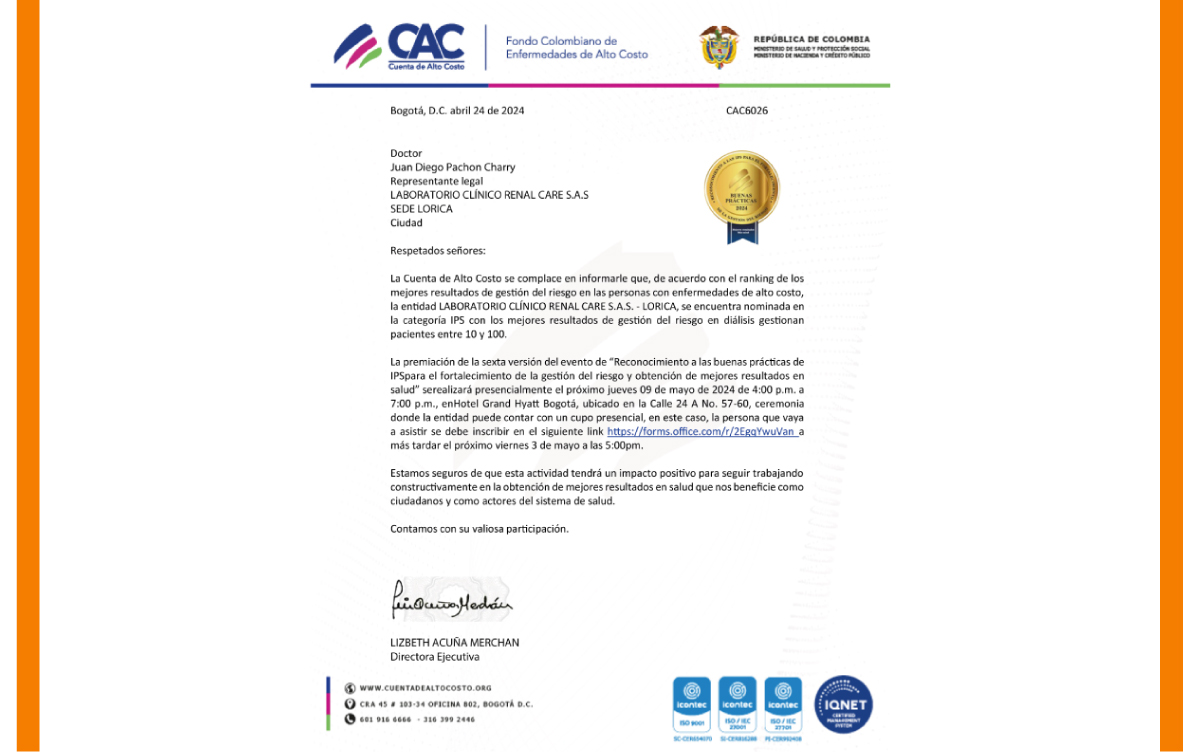 CAC
Cuenta de Alto Costo
Fondo Colombiano de
Enfermedades de Alto Costo
REPÚBLICA DE COLOMBIA
MINISTERIO DE SALUD Y PROTECCIÓN SOCIAL
MINISTERIO DE HACIENDA Y CRÉDITO PÚBLICO
Bogotá, D.C. abril 24 de 2024
CAC6026
Doctor
Juan Diego Pachon Charry
Representante legal
LABORATORIO CLÍNICO RENAL CARE S.A.S
SEDE LORICA
Ciudad
BUENAS
PRÁCTICAS
2024
Respetados señores:
La Cuenta de Alto Costo se complace en informarle que, de acuerdo con el ranking de los
mejores resultados de gestión del riesgo en las personas con enfermedades de alto costo,
la entidad LABORATORIO CLÍNICO RENAL CARE S.A.S. - LORICA, se encuentra nominada en
la categoría IPS con los mejores resultados de gestión del riesgo en diálisis gestionan
pacientes entre 10 y 100.
La premiación de la sexta versión del evento de “Reconocimiento a las buenas prácticas de
IPSpara el fortalecimiento de la gestión del riesgo y obtención de mejores resultados en
salud” serealizará presencialmente el próximo jueves 09 de mayo de 2024 de 4:00 p.m. a
7:00 p.m., enHotel Grand Hyatt Bogotá, ubicado en la Calle 24 A No. 57-60, ceremonia
donde la entidad puede contar con un cupo presencial, en este caso, la persona que vaya
a asistir se debe inscribir en el siguiente link https://forms.office.com/r/2EgqYwuVan a
más tardar el próximo viernes 3 de mayo a las 5:00pm.
Estamos seguros de que esta actividad tendrá un impacto positivo para seguir trabajando
constructivamente en la obtención de mejores resultados en salud que nos beneficie como
ciudadanos y como actores del sistema de salud.
Contamos con su valiosa participación.
LIZBETH ACUÑA MERCHAN
Directora Ejecutiva
WWW.CUENTADEALTOCOSTO.ORG
CRA 45 # 103-34 OFICINA 802, BOGOTÁ D.C.
601 916 6666 - 316 399 2446
icontec
ISO 9001
icontec
ISO / IEC
27001
icontec
ISO / IEC
27701
IQNET
CERTIFIED
MANAGEMENT
SYSTEM